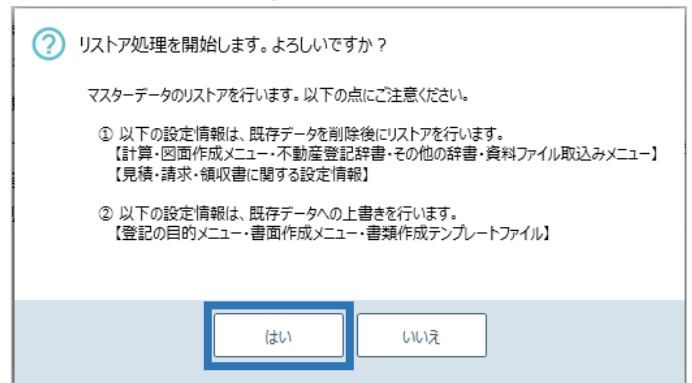 リストア処理を開始します。よろしいですか？
マスターデータのリストアを行います。以下の点にご注意ください。
① 以下の設定情報は、既存データを削除後にリストアを行います。
【計算・図面作成メニュー・不動産登記辞書・その他の辞書・資料ファイル取込みメニュー】
【見積・請求・領収書に関する設定情報】
② 以下の設定情報は、既存データへの上書きを行います。
【登記の目的メニュー・書面作成メニュー・書類作成テンプレートファイル】
はい
いいえ